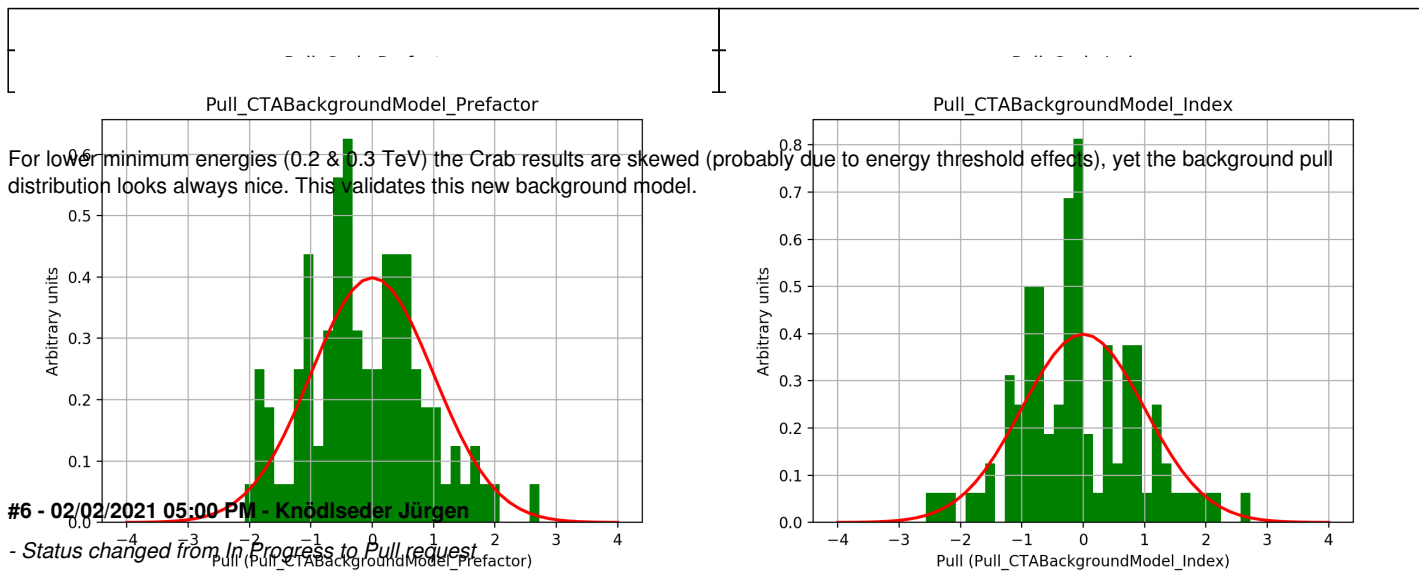 Pull_CTABackgroundModel_Prefactor
Pull_CTABackgroundModel_Index
For lower minimum energies (0.2 & 0.3 TeV) the Crab results are skewed (probably due to energy threshold effects), yet the background pull
distribution looks always nice. This validates this new background model.
0.6
0.5
0.4
0.3
0.2
0.1
0.0
Arbitrary units
−4 −3 −2 −1 0 1 2 3 4
Pull (Pull_CTABackgroundModel_Prefactor)
0.8
0.7
0.6
0.5
0.4
0.3
0.2
0.1
0.0
Arbitrary units
−4 −3 −2 −1 0 1 2 3 4
Pull (Pull_CTABackgroundModel_Index)
#6 - 02/02/2021 05:00 PM - Knödlseder Jürgen
- Status changed from In Progress to Pull request